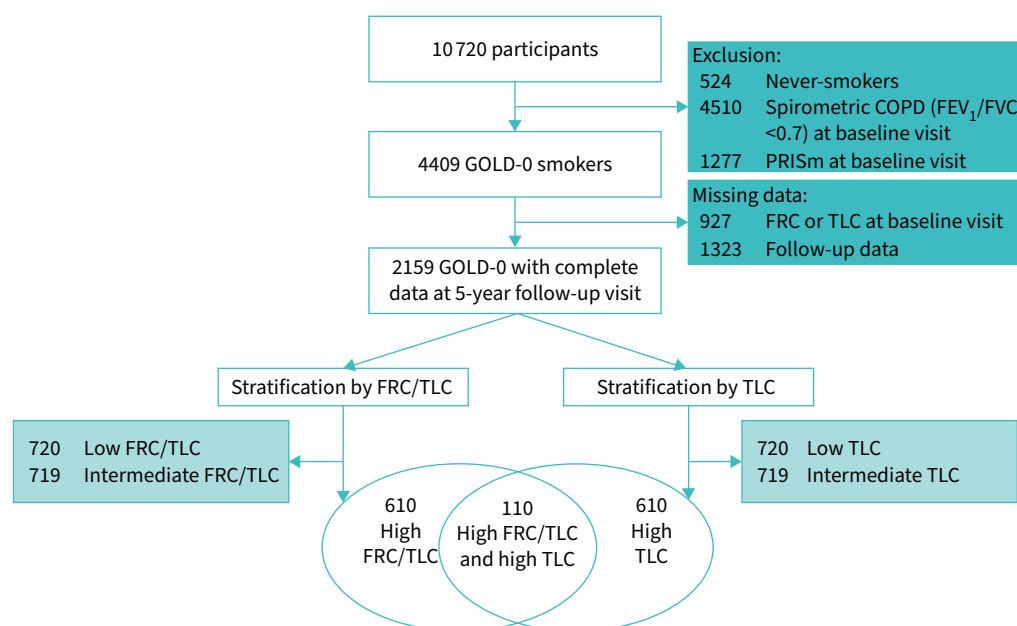 10 720 participants
Exclusion:
524 Never-smokers
4510 Spirometric COPD (FEV₁/FVC
<0.7) at baseline visit
1277 PRISm at baseline visit
4409 GOLD-0 smokers
Missing data:
927 FRC or TLC at baseline visit
1323 Follow-up data
2159 GOLD-0 with complete
data at 5-year follow-up visit
Stratification by FRC/TLC
Stratification by TLC
720 Low FRC/TLC
719 Intermediate FRC/TLC
720 Low TLC
719 Intermediate TLC
610
High
FRC/TLC
110
High FRC/TLC
and high TLC
610
High
TLC